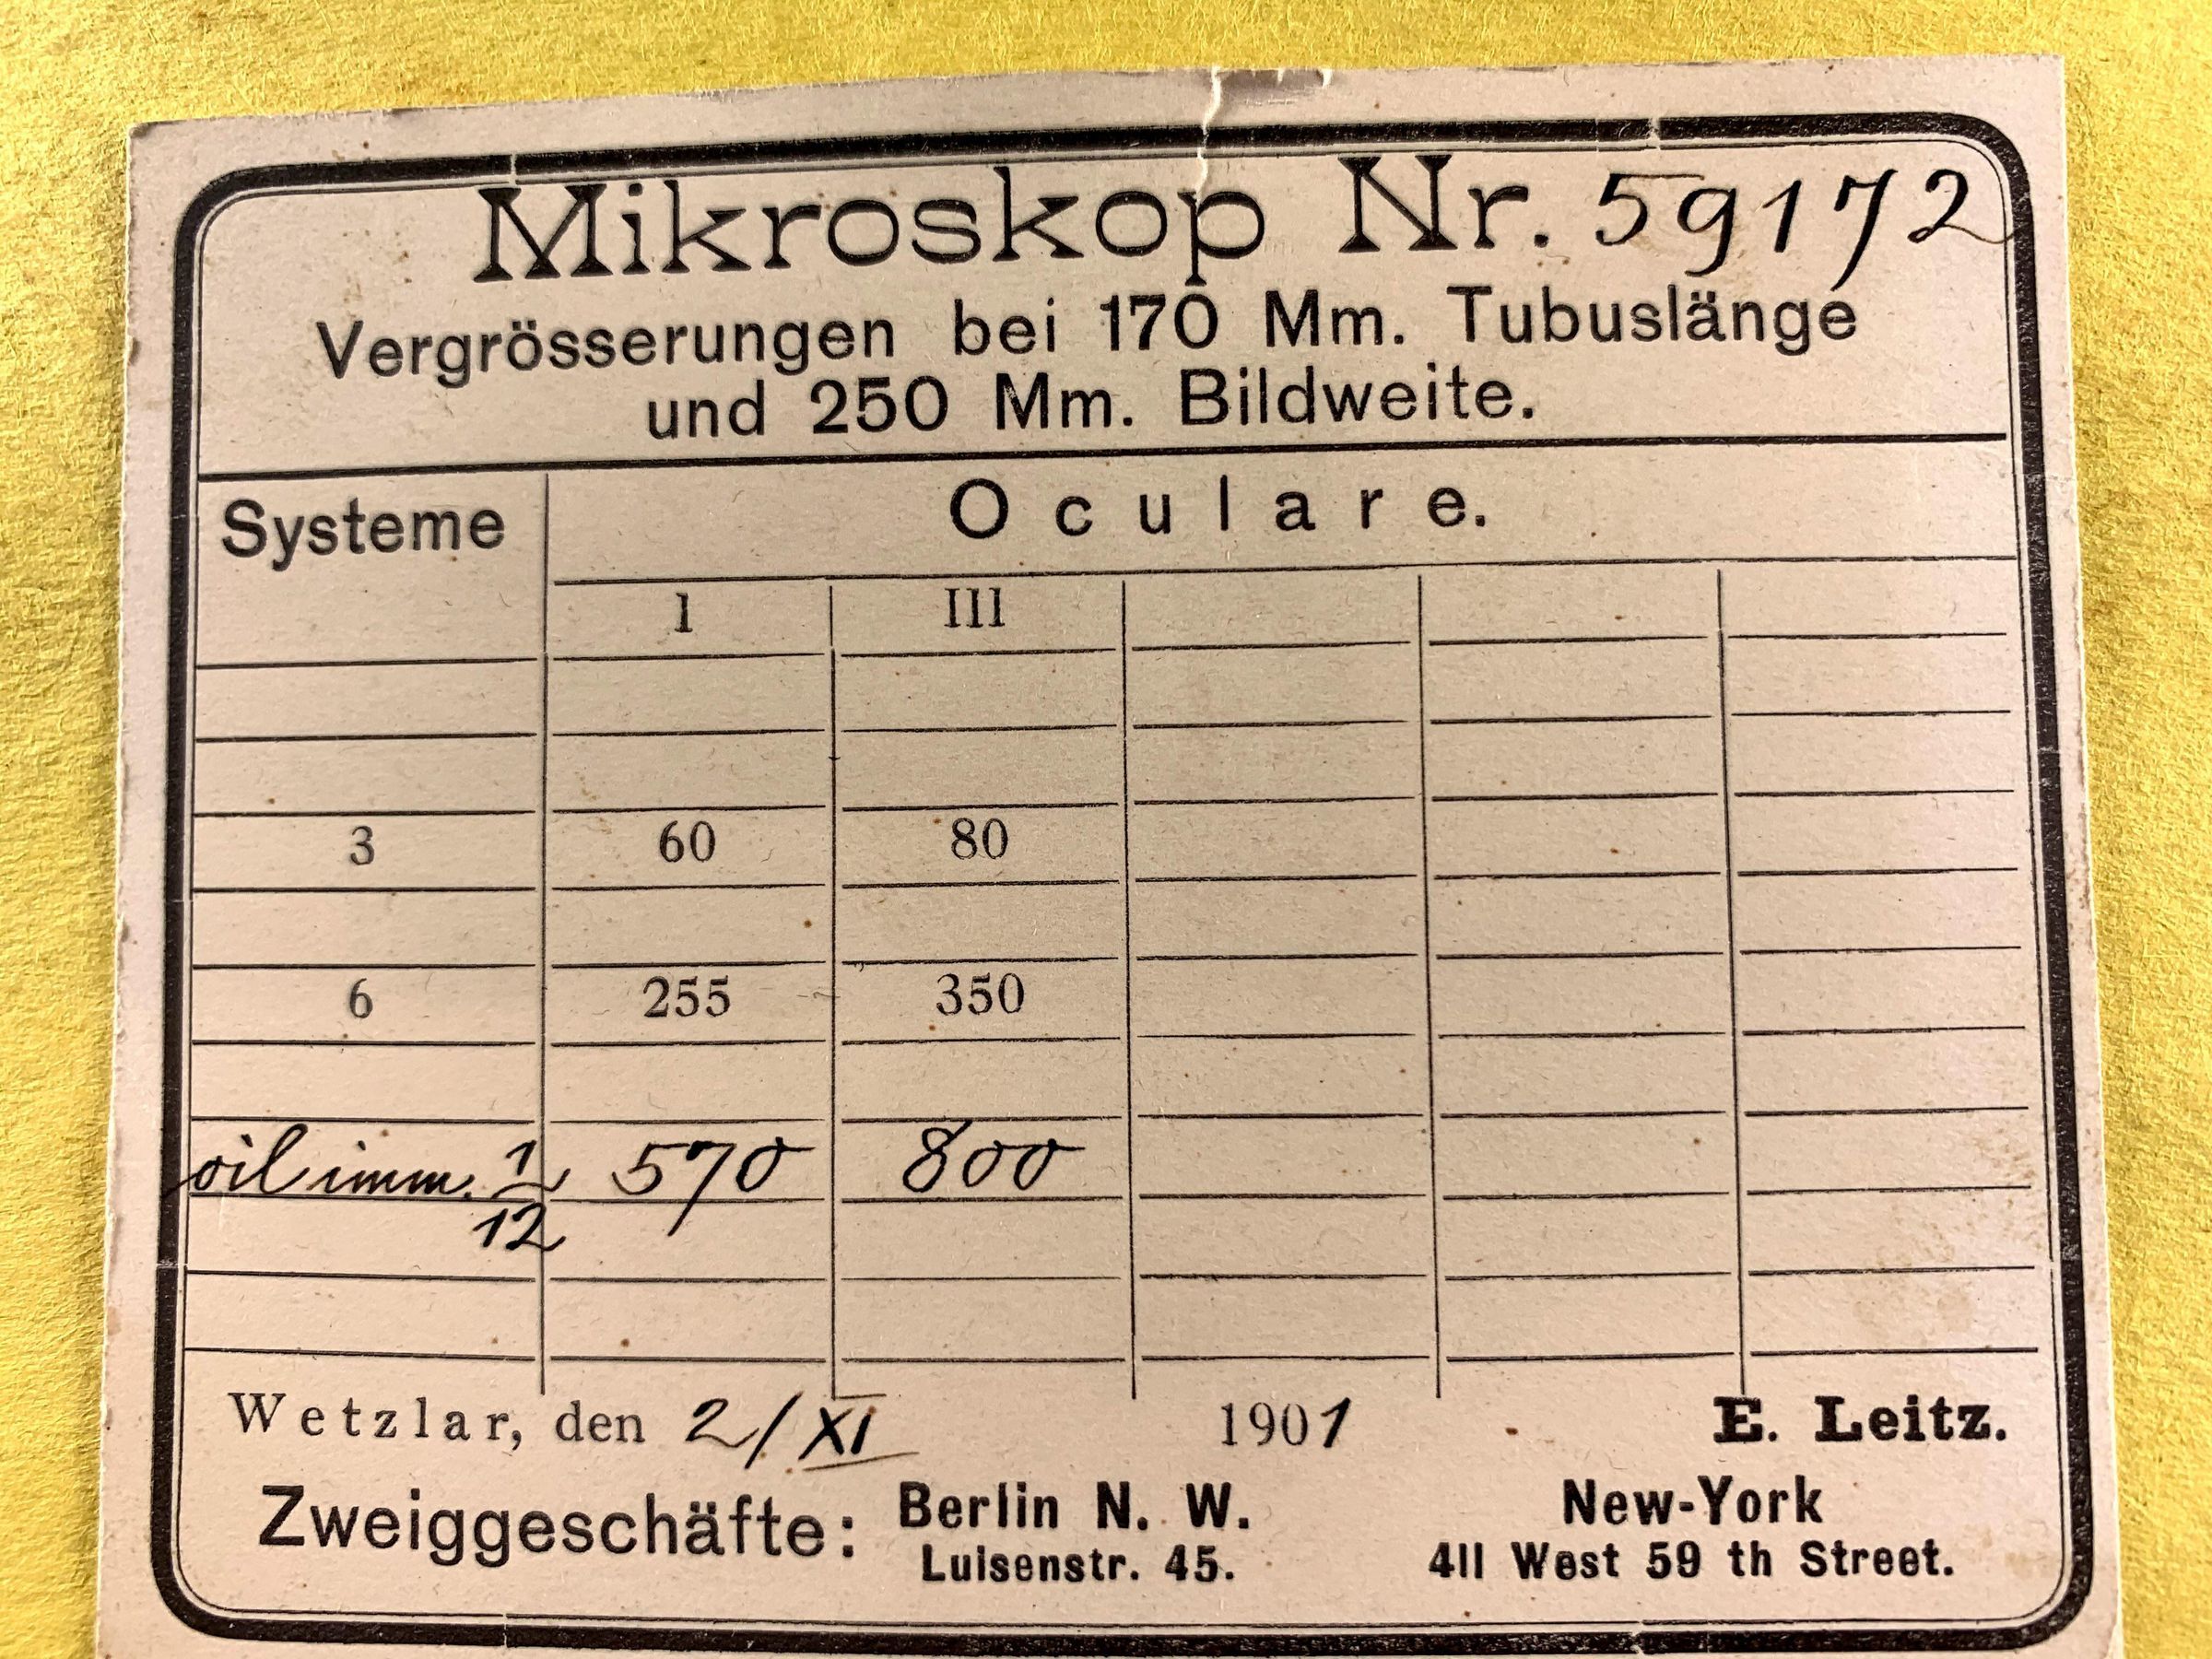 Mikroskop Nr. 59172
Vergrösserungen bei 170 Mm. Tubuslänge
und 250 Mm. Bildweite.
Systeme Oculare.
1 III
3 60 80
6 255 350
oil imm. 1/12 570 800
Wetzlar, den 2/XI 1901 E. Leitz.
Zweiggeschäfte: Berlin N. W. New-York
Luisenstr. 45. 411 West 59 th Street.